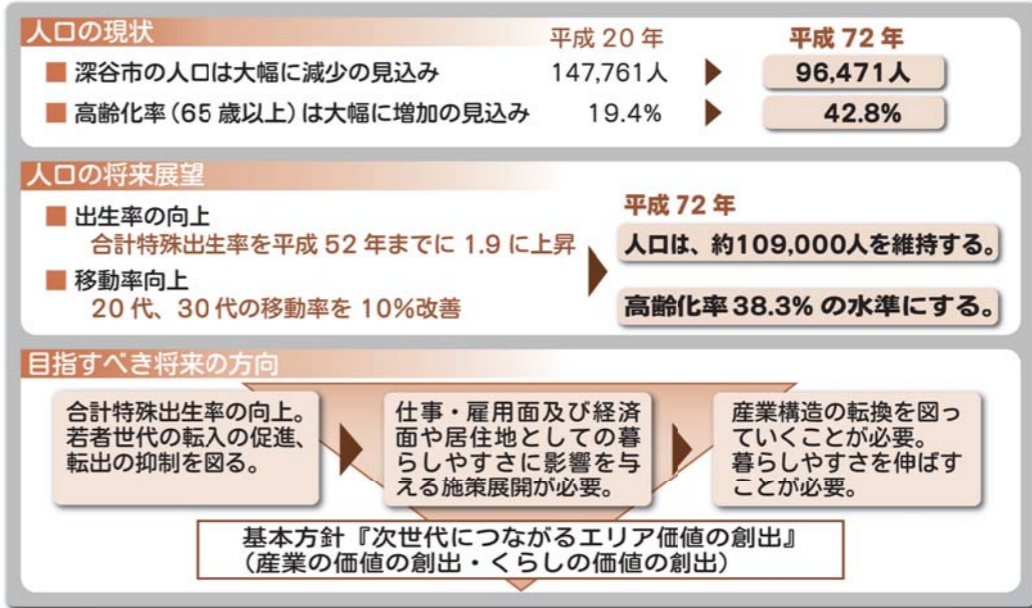 人口の現状
平成 20 年
平成 72 年
■ 深谷市の人口は大幅に減少の見込み
147,761人
96,471人
■ 高齢化率(65 歳以上)は大幅に増加の見込み
19.4%
42.8%
人口の将来展望
■ 出生率の向上
合計特殊出生率を平成 52 年までに 1.9 に上昇
■ 移動率向上
20 代、30 代の移動率を 10%改善
平成 72 年
人口は、約109,000人を維持する。
高齢化率 38.3% の水準にする。
目指すべき将来の方向
合計特殊出生率の向上。
若者世代の転入の促進、
転出の抑制を図る。
仕事・雇用面及び経済
面や居住地としての暮
らしやすさに影響を与
える施策展開が必要。
産業構造の転換を図っ
ていくことが必要。
暮らしやすさを伸ばす
ことが必要。
基本方針『次世代につながるエリア価値の創出』
(産業の価値の創出・くらしの価値の創出)